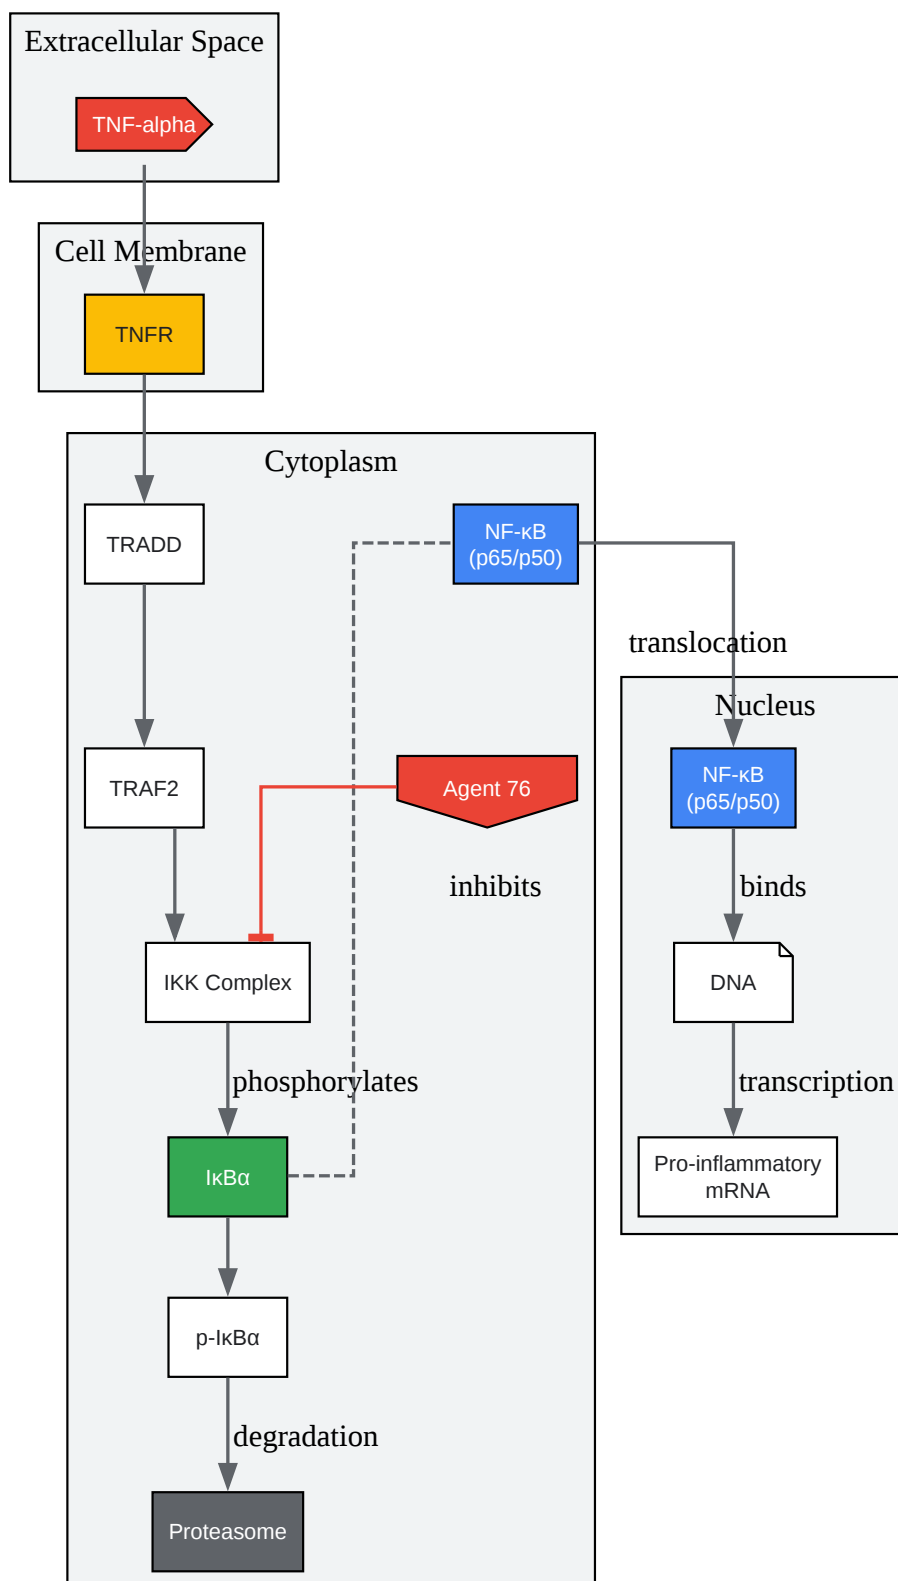 Extracellular Space
TNF-alpha
Cell Membrane
TNFR
Cytoplasm
TRADD
NF-κB
(p65/p50)
translocation
Nucleus
TRAF2
Agent 76
NF-κB
(p65/p50)
inhibits
binds
IKK Complex
DNA
phosphorylates
transcription
IκBα
Pro-inflammatory
mRNA
p-IκBα
degradation
Proteasome